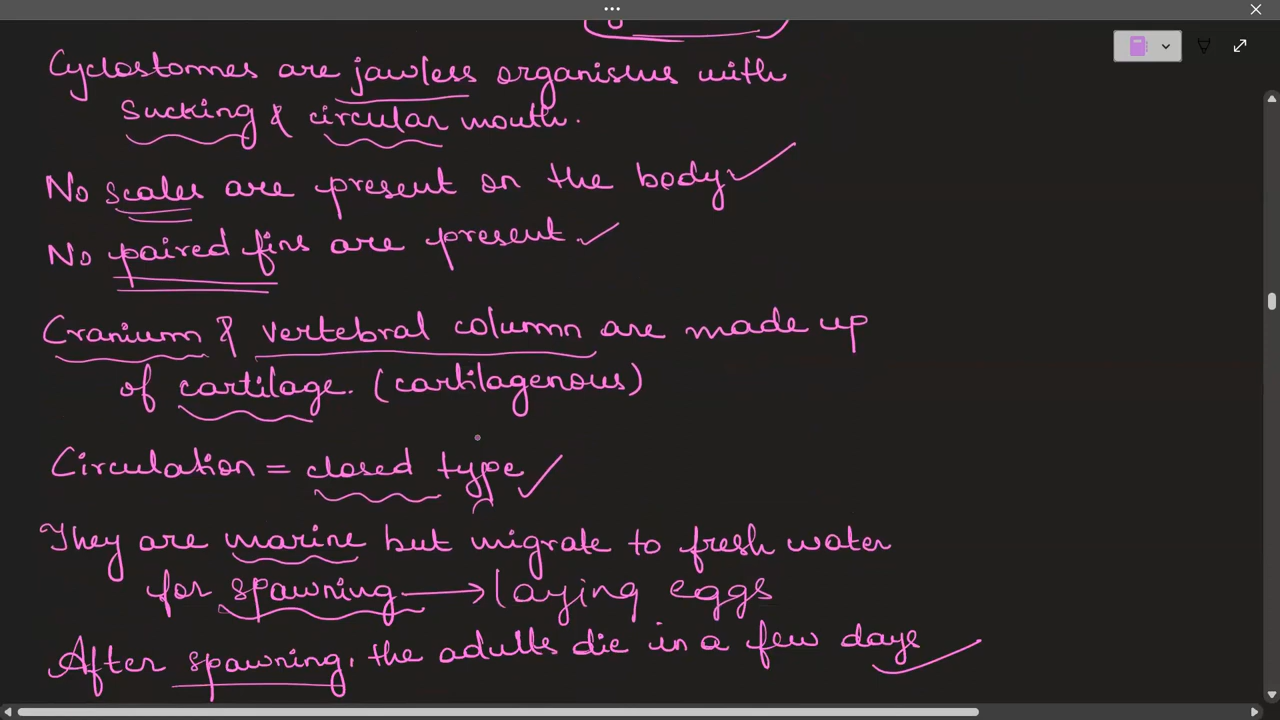 Cyclostomes are jawless organisms with
sucking & circular mouth.
No scales are present on the body
No paired fins are present.
Cranium & vertebral column are made up
of cartilage. (cartilagenous)
Circulation = closed type
They are marine but migrate to fresh water
for spawning → laying eggs
After spawning, the adults die in a few days